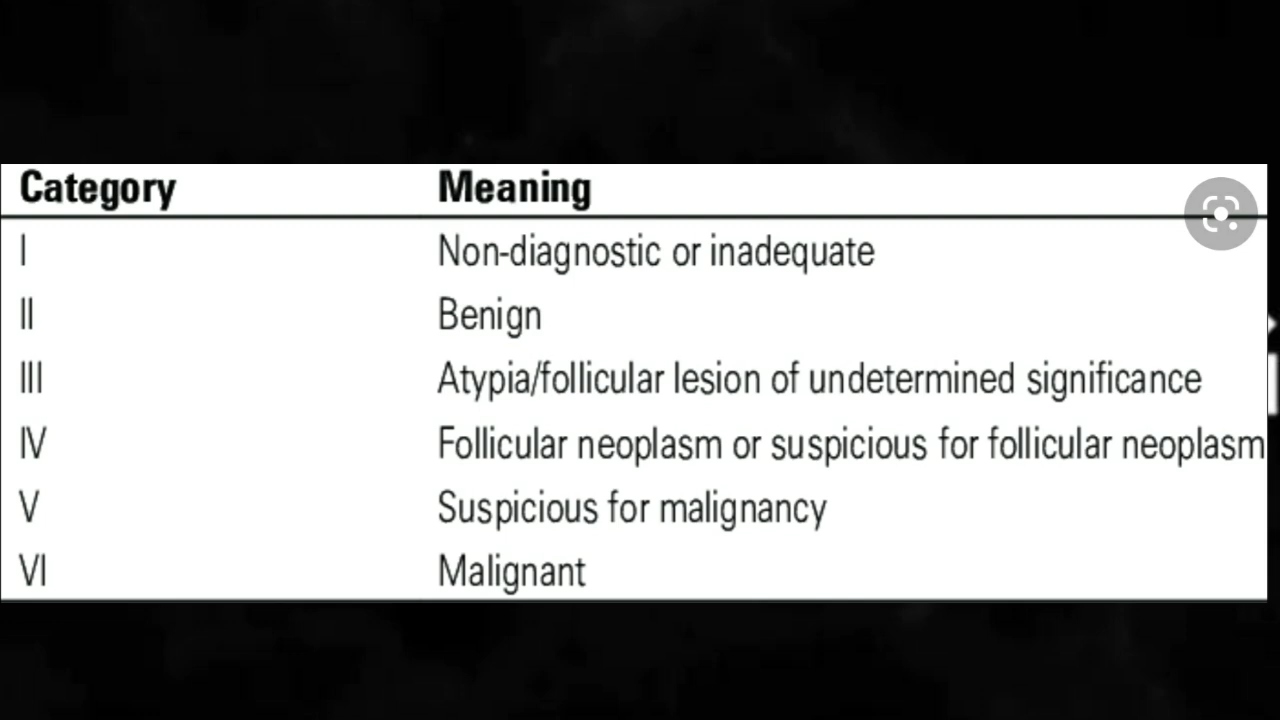 Category Meaning
I Non-diagnostic or inadequate
II Benign
III Atypia/follicular lesion of undetermined significance
IV Follicular neoplasm or suspicious for follicular neoplasm
V Suspicious for malignancy
VI Malignant